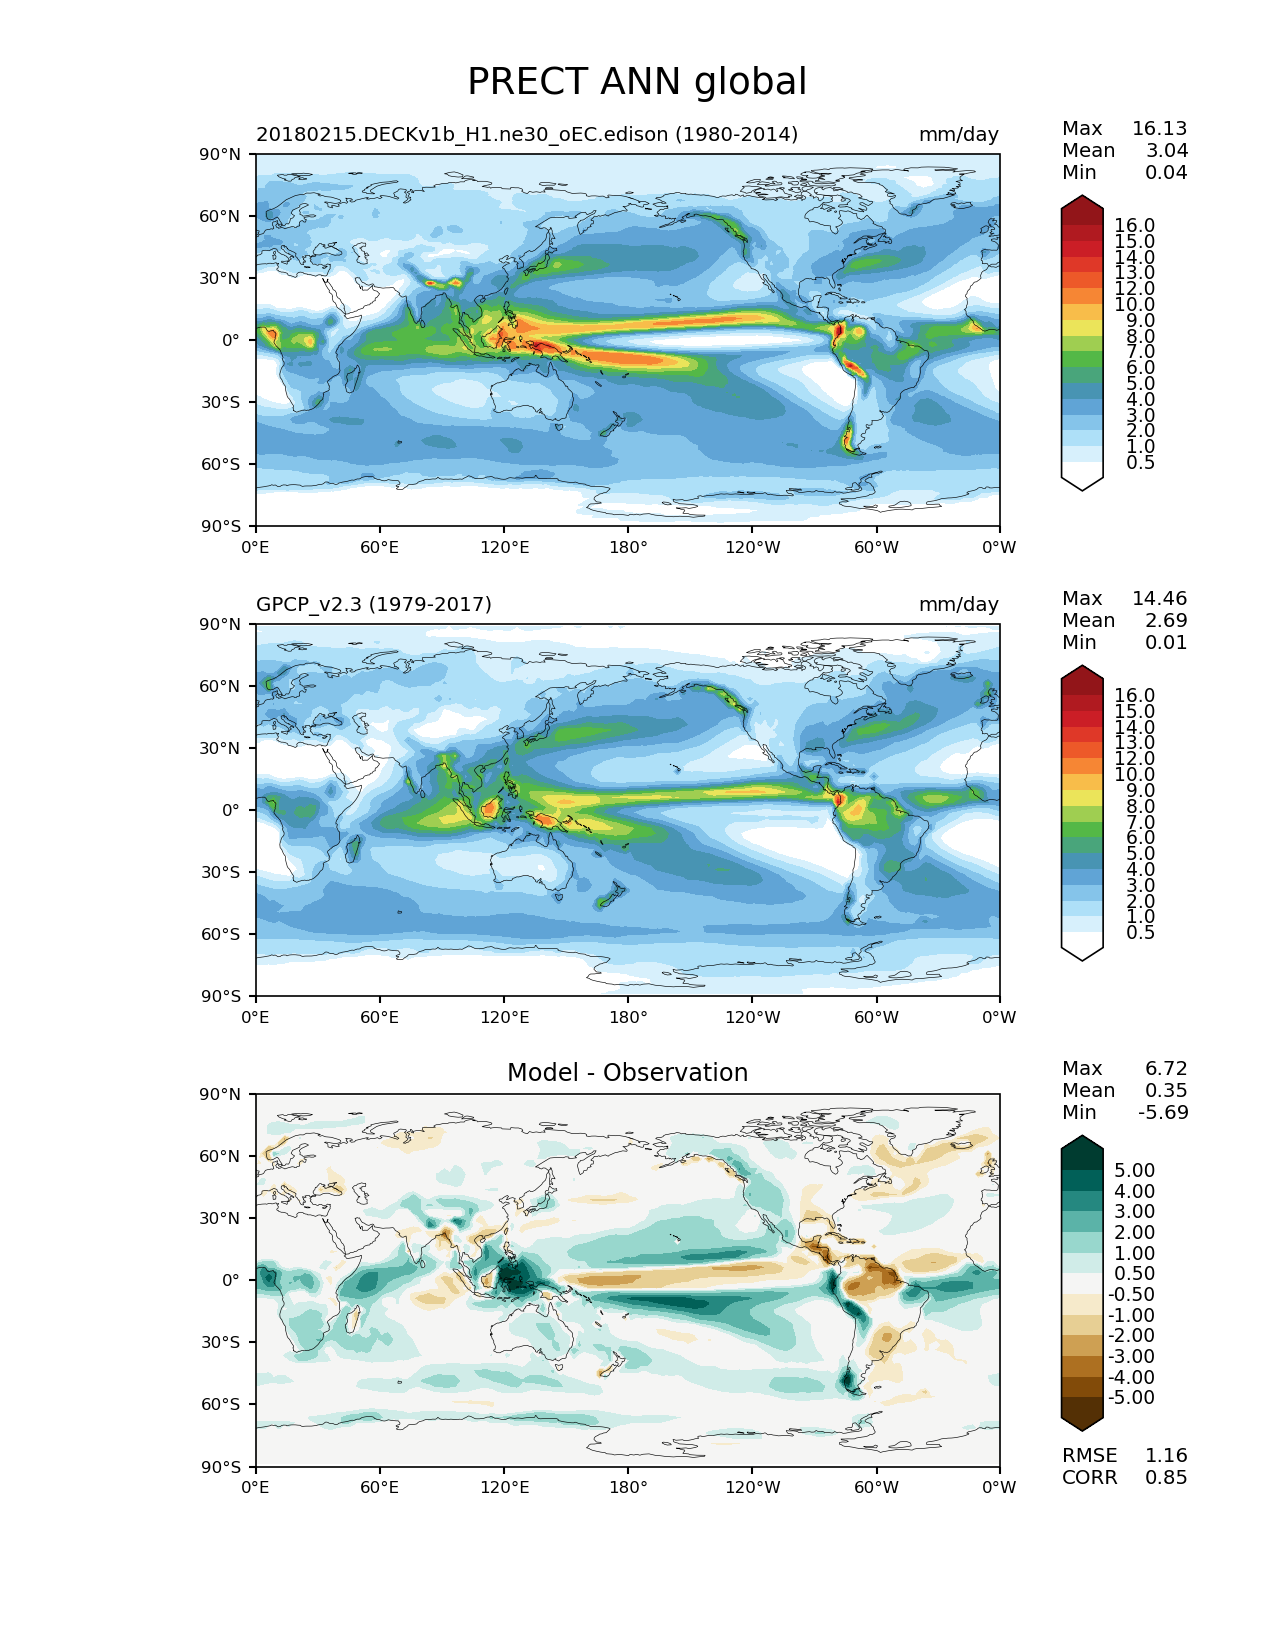 PRECT ANN global
20180215.DECKv1b_H1.ne30_oEC.edison (1980-2014) mm/day
Max 16.13
Mean 3.04
Min 0.04
90°N
60°N
30°N
0°
30°S
60°S
90°S
0°E 60°E 120°E 180° 120°W 60°W 0°W
16.0
15.0
14.0
13.0
12.0
10.0
9.0
8.0
7.0
6.0
5.0
4.0
3.0
2.0
1.0
0.5
GPCP_v2.3 (1979-2017) mm/day
Max 14.46
Mean 2.69
Min 0.01
90°N
60°N
30°N
0°
30°S
60°S
90°S
0°E 60°E 120°E 180° 120°W 60°W 0°W
16.0
15.0
14.0
13.0
12.0
10.0
9.0
8.0
7.0
6.0
5.0
4.0
3.0
2.0
1.0
0.5
Model - Observation
Max 6.72
Mean 0.35
Min -5.69
90°N
60°N
30°N
0°
30°S
60°S
90°S
0°E 60°E 120°E 180° 120°W 60°W 0°W
5.00
4.00
3.00
2.00
1.00
0.50
-0.50
-1.00
-2.00
-3.00
-4.00
-5.00
RMSE 1.16
CORR 0.85